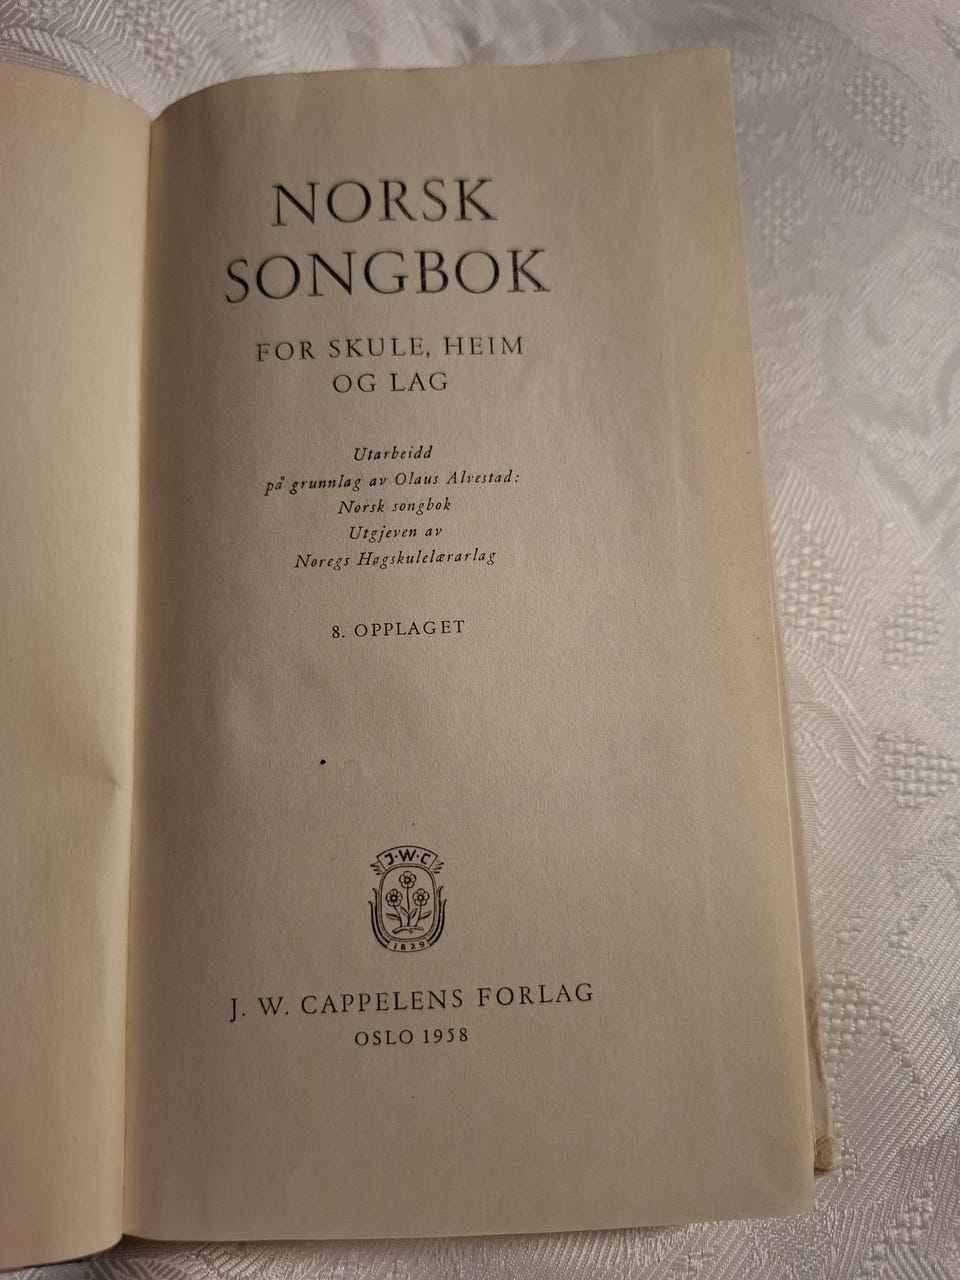 NORSK
SONGBOK
FOR SKULE, HEIM
OG LAG
Utarbeidd
på grunnlag av Olaus Alvestad:
Norsk songbok
Utgjeven av
Noregs Høgskulelærarlag
8. OPPLAGET
J·W·C
1829
J. W. CAPPELENS FORLAG
OSLO 1958